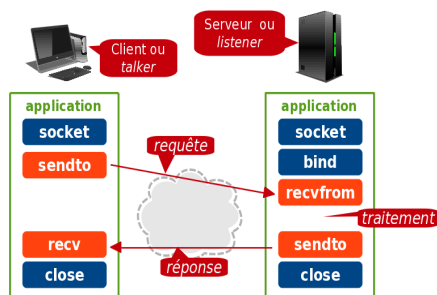 Client ou
talker
Serveur ou
listener
application
socket
sendto
recv
close
requête
réponse
application
socket
bind
recvfrom
traitement
sendto
close